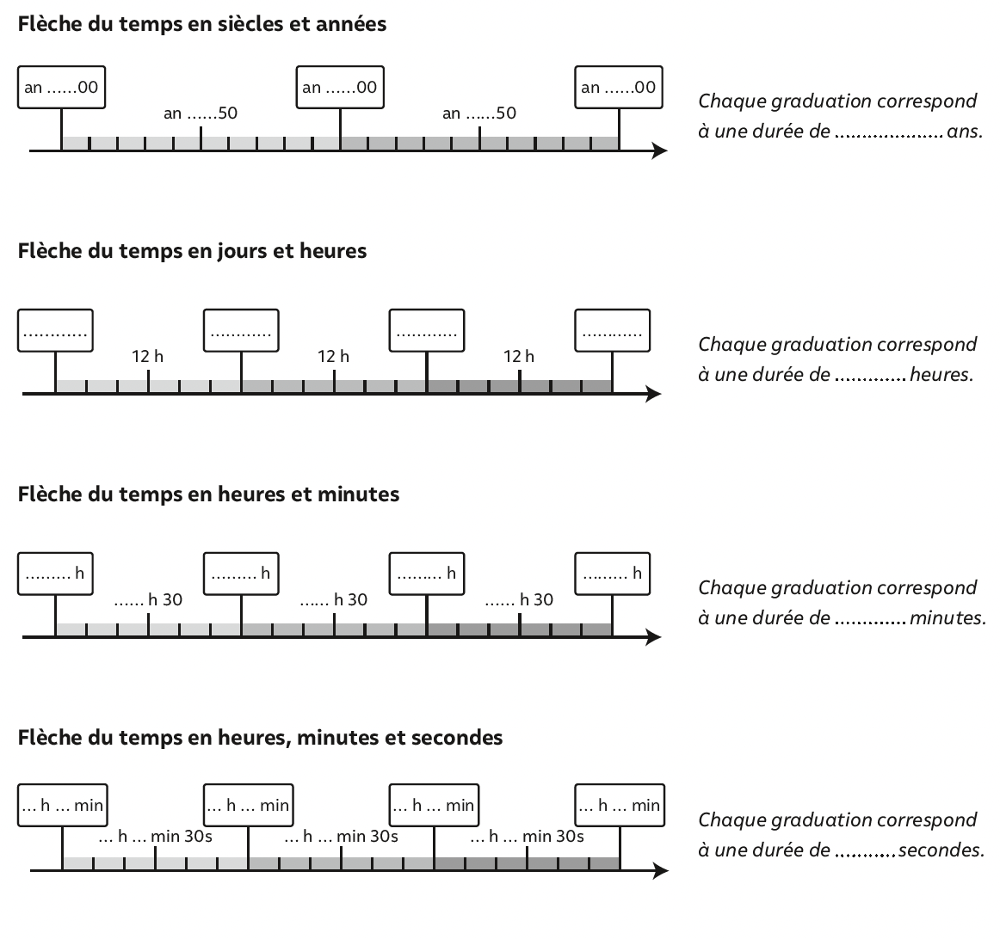 Flèche du temps en siècles et années
an ......00
an ......00
an ......00
an ......50
an ......50
Chaque graduation correspond
à une durée de .................... ans.
Flèche du temps en jours et heures
............
............
............
............
12 h
12 h
12 h
Chaque graduation correspond
à une durée de ............. heures.
Flèche du temps en heures et minutes
......... h
......... h
......... h
......... h
...... h 30
...... h 30
...... h 30
Chaque graduation correspond
à une durée de ............. minutes.
Flèche du temps en heures, minutes et secondes
... h ... min
... h ... min
... h ... min
... h ... min
... h ... min 30s
... h ... min 30s
... h ... min 30s
Chaque graduation correspond
à une durée de ........... secondes.